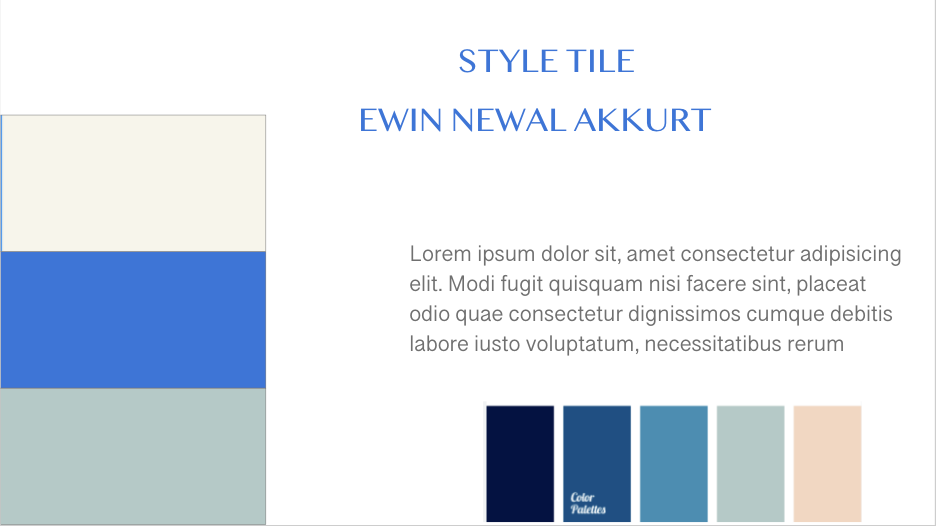 STYLE TILE
EWIN NEWAL AKKURT
Lorem ipsum dolor sit, amet consectetur adipisicing
elit. Modi fugit quisquam nisi facere sint, placeat
odio quae consectetur dignissimos cumque debitis
labore iusto voluptatum, necessitatibus rerum
Color
Palettes